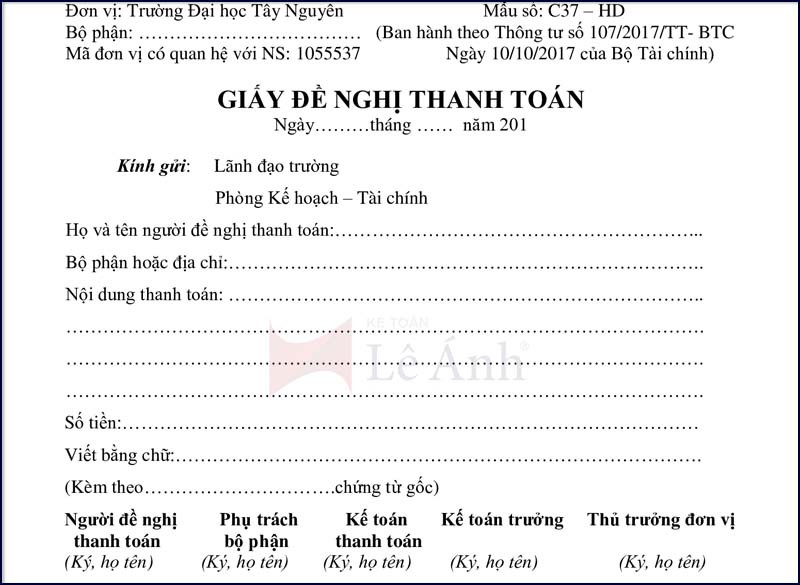 Đơn vị: Trường Đại học Tây Nguyên Mẫu số: C37 – HD
Bộ phận: ……………………………… (Ban hành theo Thông tư số 107/2017/TT- BTC
Mã đơn vị có quan hệ với NS: 1055537 Ngày 10/10/2017 của Bộ Tài chính)
GIẤY ĐỀ NGHỊ THANH TOÁN
Ngày………tháng …… năm 201
Kính gửi: Lãnh đạo trường
Phòng Kế hoạch – Tài chính
Họ và tên người đề nghị thanh toán:……………………………………………………...
Bộ phận hoặc địa chỉ:……………………………………………………………………..
Nội dung thanh toán: ……………………………………………………………………..
………………………………………………………………………………………………
KẾ TOÁN
………………………………………………………………………………………………
Lê Ánh®
………………………………………………………………………………………………
Số tiền:……………………………………………………………………………………
Viết bằng chữ:…………………………………………………………………………….
(Kèm theo…………………………….chứng từ gốc)
Người đề nghị Phụ trách Kế toán Kế toán trưởng Thủ trưởng đơn vị
thanh toán bộ phận thanh toán
(Ký, họ tên) (Ký, họ tên) (Ký, họ tên) (Ký, họ tên) (Ký, họ tên)